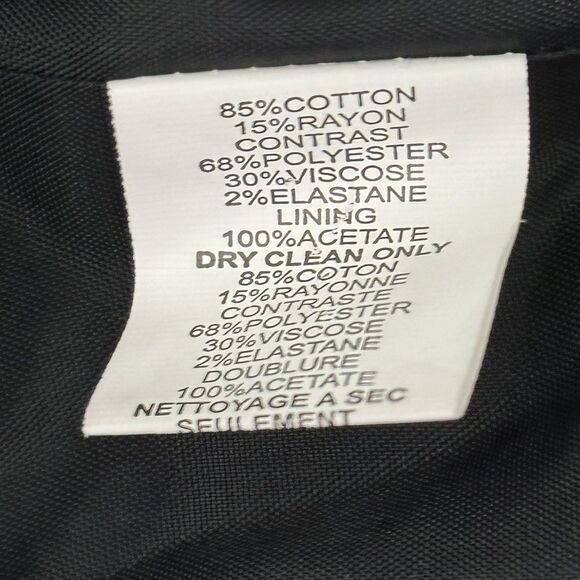 85%COTTON
15%RAYON
CONTRAST
68%POLYESTER
30%VISCOSE
2%ELASTANE
LINING
100%ACETATE
DRY CLEAN ONLY
85%COTON
15%RAYONNE
CONTRASTE
68%POLYESTER
30%VISCOSE
2%ELASTANE
DOUBLURE
100%ACETATE
NETTOYAGE A SEC
SEULEMENT